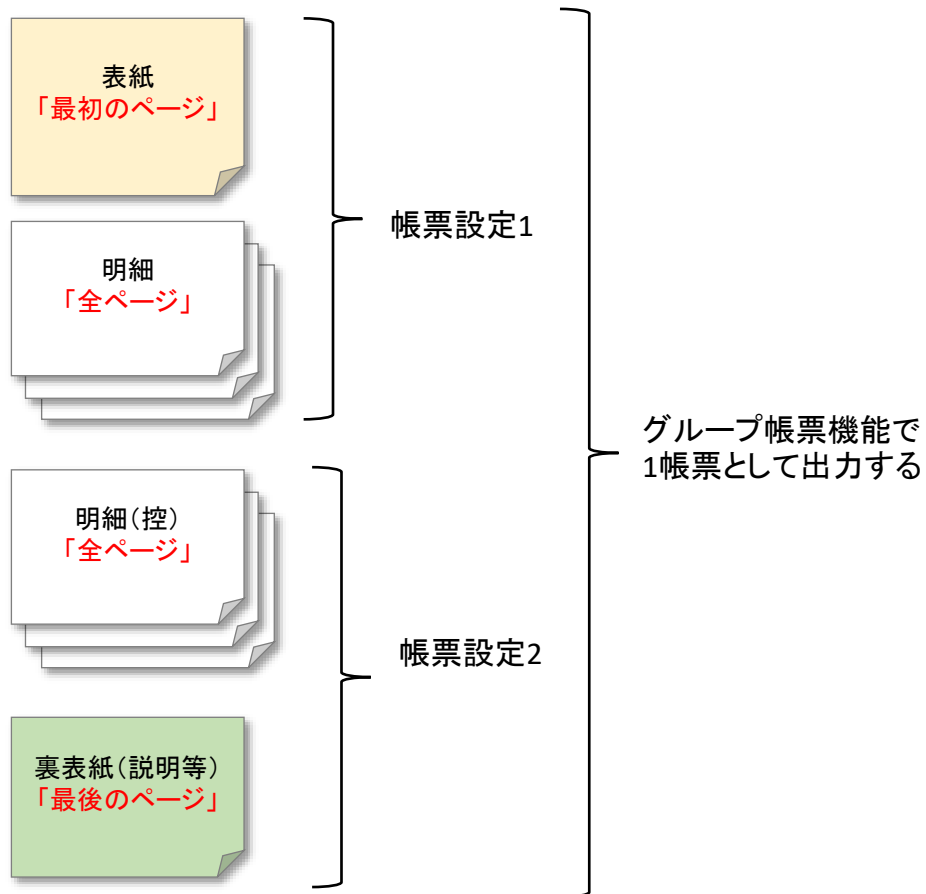 表紙
「最初のページ」
明細
「全ページ」
帳票設定1
明細（控）
「全ページ」
帳票設定2
裏表紙（説明等）
「最後のページ」
グループ帳票機能で
1帳票として出力する